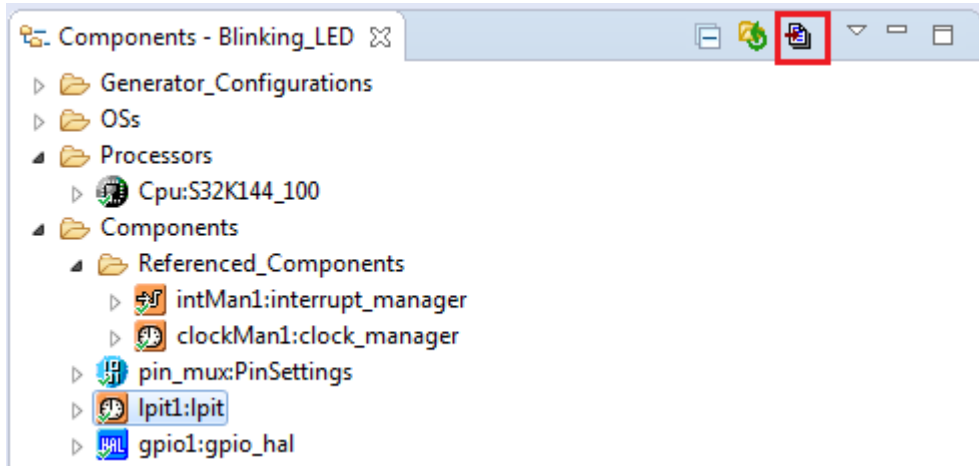 Components - Blinking_LED
Generator_Configurations
OSs
Processors
Cpu:S32K144_100
Components
Referenced_Components
intMan1:interrupt_manager
clockMan1:clock_manager
pin_mux:PinSettings
lpit1:lpit
HAL gpio1:gpio_hal